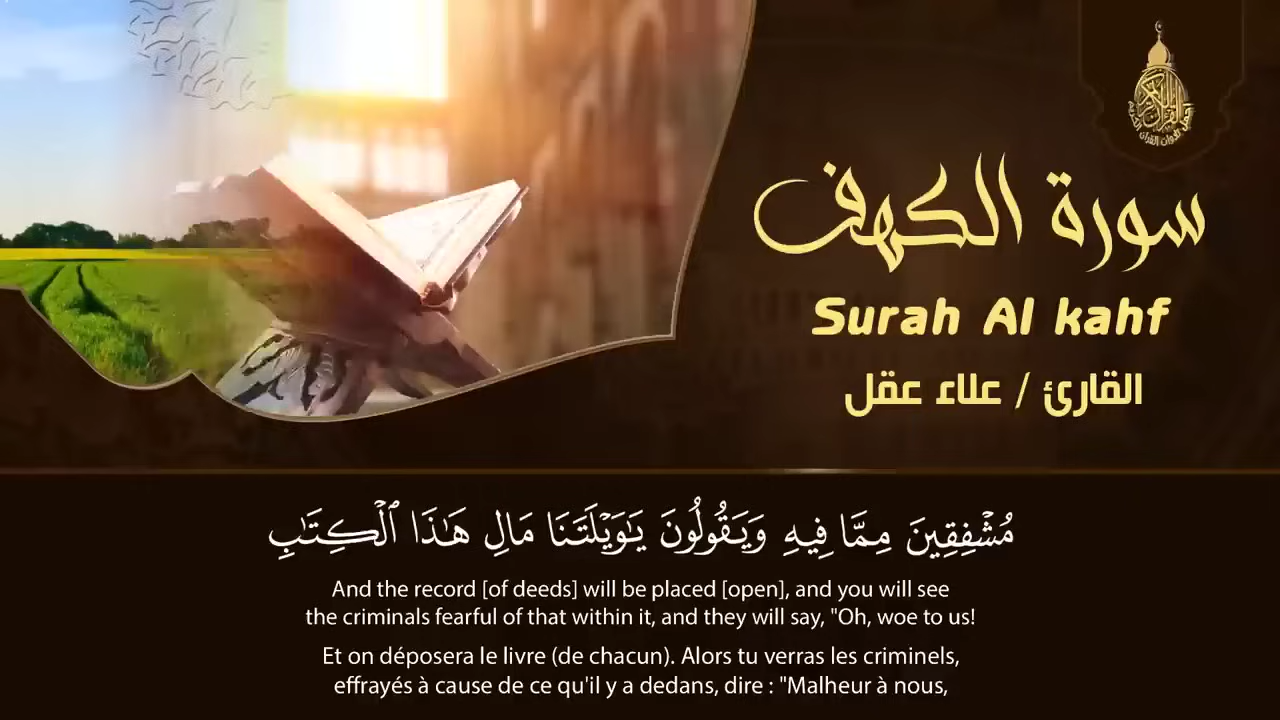 سورة الكهف
Surah Al kahf
القارئ / علاء عقل
مُشْفِقِينَ مِمَّا فِيهِ وَيَقُولُونَ يَـٰوَيْلَتَنَا مَالِ هَـٰذَا ٱلْكِتَـٰبِ
And the record [of deeds] will be placed [open], and you will see
the criminals fearful of that within it, and they will say, "Oh, woe to us!
Et on déposera le livre (de chacun). Alors tu verras les criminels,
effrayés à cause de ce qu'il y a dedans, dire : "Malheur à nous,